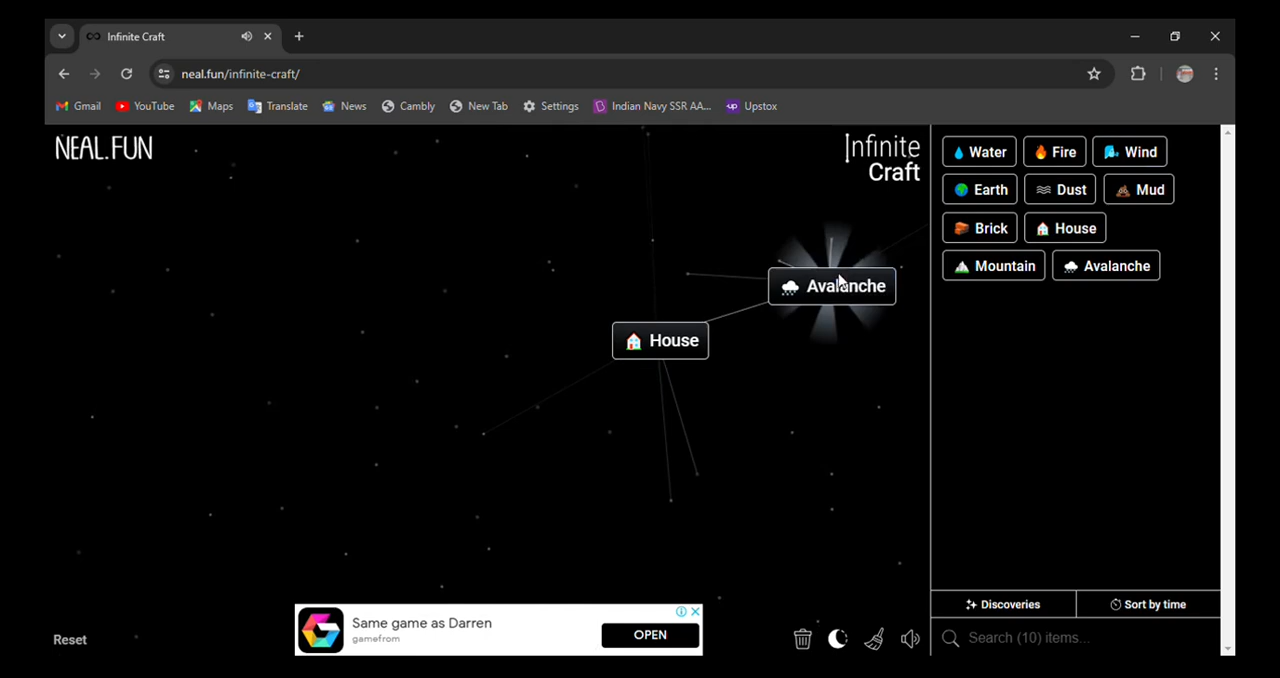 Infinite Craft
neal.fun/infinite-craft/
Gmail YouTube Maps Translate News Cambly New Tab Settings Indian Navy SSR AA... Upstox
NEAL.FUN
Infinite
Craft
Water Fire Wind
Earth Dust Mud
Brick House
Mountain Avalanche
Avalanche
House
Same game as Darren
gamefrom
OPEN
Reset
Discoveries Sort by time
Search (10) items...